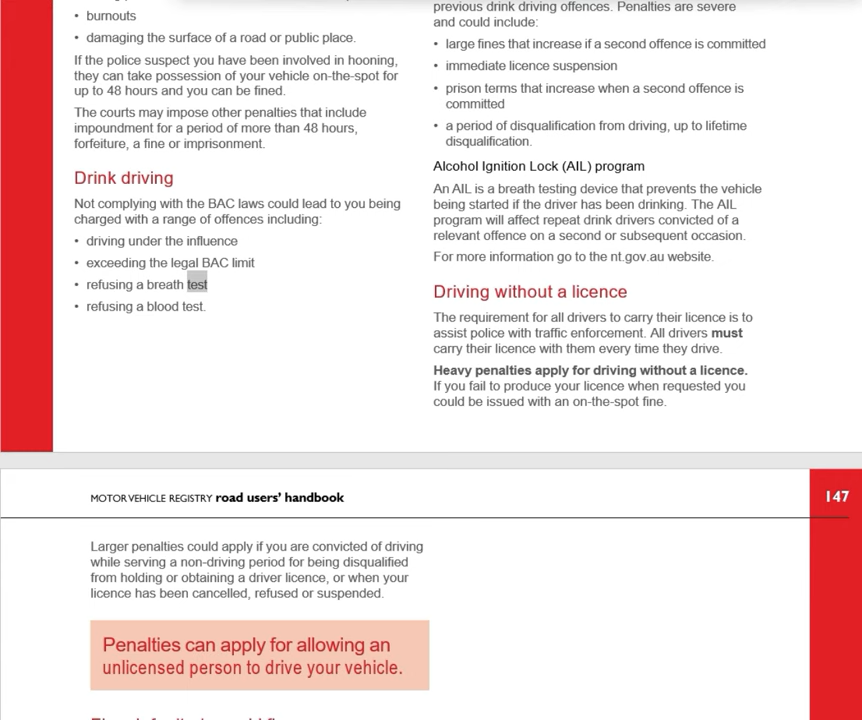 • burnouts
• damaging the surface of a road or public place.
If the police suspect you have been involved in hooning,
they can take possession of your vehicle on-the-spot for
up to 48 hours and you can be fined.
The courts may impose other penalties that include
impoundment for a period of more than 48 hours,
forfeiture, a fine or imprisonment.
Drink driving
Not complying with the BAC laws could lead to you being
charged with a range of offences including:
• driving under the influence
• exceeding the legal BAC limit
• refusing a breath test
• refusing a blood test.
previous drink driving offences. Penalties are severe
and could include:
• large fines that increase if a second offence is committed
• immediate licence suspension
• prison terms that increase when a second offence is
committed
• a period of disqualification from driving, up to lifetime
disqualification.
Alcohol Ignition Lock (AIL) program
An AIL is a breath testing device that prevents the vehicle
being started if the driver has been drinking. The AIL
program will affect repeat drink drivers convicted of a
relevant offence on a second or subsequent occasion.
For more information go to the nt.gov.au website.
Driving without a licence
The requirement for all drivers to carry their licence is to
assist police with traffic enforcement. All drivers must
carry their licence with them every time they drive.
Heavy penalties apply for driving without a licence.
If you fail to produce your licence when requested you
could be issued with an on-the-spot fine.
MOTOR VEHICLE REGISTRY road users' handbook
147
Larger penalties could apply if you are convicted of driving
while serving a non-driving period for being disqualified
from holding or obtaining a driver licence, or when your
licence has been cancelled, refused or suspended.
Penalties can apply for allowing an
unlicensed person to drive your vehicle.